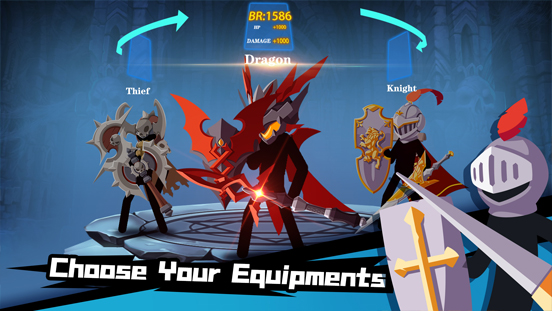 BR:1586
HP +1000
DAMAGE +1000
Dragon
Thief
Knight
Choose Your Equipments